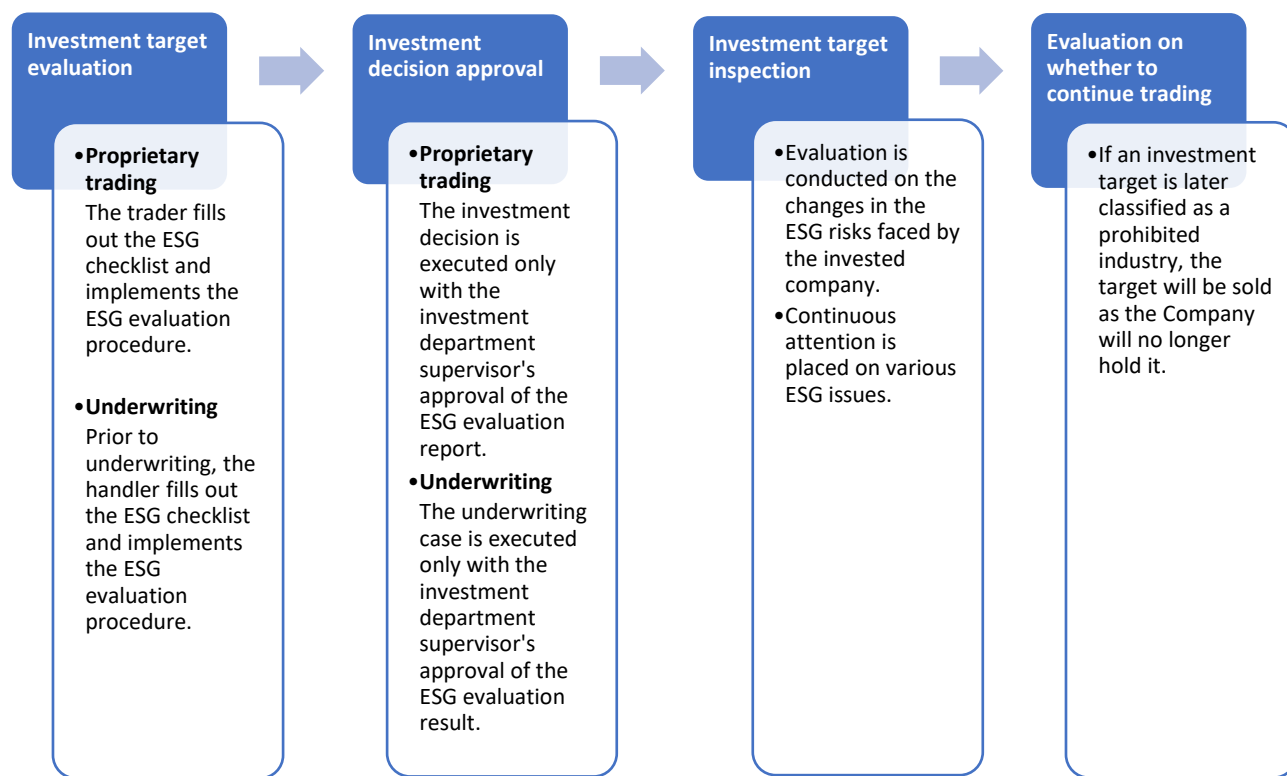 Investment target
evaluation
•Proprietary
trading
The trader fills
out the ESG
checklist and
implements the
ESG evaluation
procedure.
•Underwriting
Prior to
underwriting, the
handler fills out
the ESG checklist
and implements
the ESG
evaluation
procedure.
Investment
decision approval
•Proprietary
trading
The investment
decision is
executed only
with the
investment
department
supervisor's
approval of the
ESG evaluation
report.
•Underwriting
The underwriting
case is executed
only with the
investment
department
supervisor's
approval of the
ESG evaluation
result.
Investment target
inspection
•Evaluation is
conducted on the
changes in the
ESG risks faced by
the invested
company.
•Continuous
attention is
placed on various
ESG issues.
Evaluation on
whether to
continue trading
•If an investment
target is later
classified as a
prohibited
industry, the
target will be sold
as the Company
will no longer
hold it.